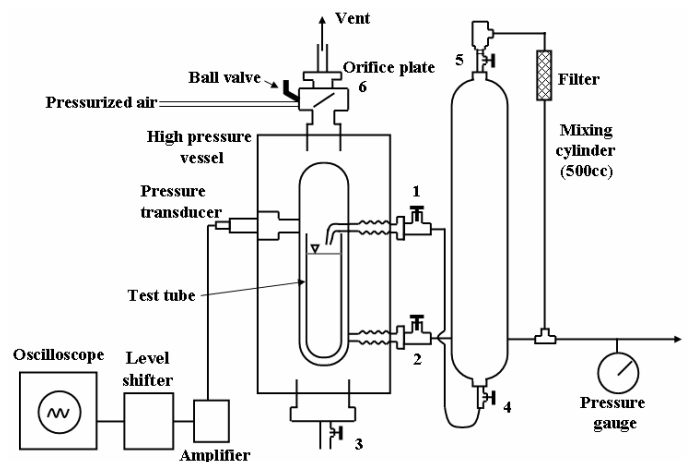 Vent
Orifice plate
6
Ball valve
Pressurized air
High pressure
vessel
Pressure
transducer
Test tube
1
2
3
4
5
Filter
Mixing
cylinder
(500cc)
Oscilloscope
Level
shifter
Amplifier
Pressure
gauge